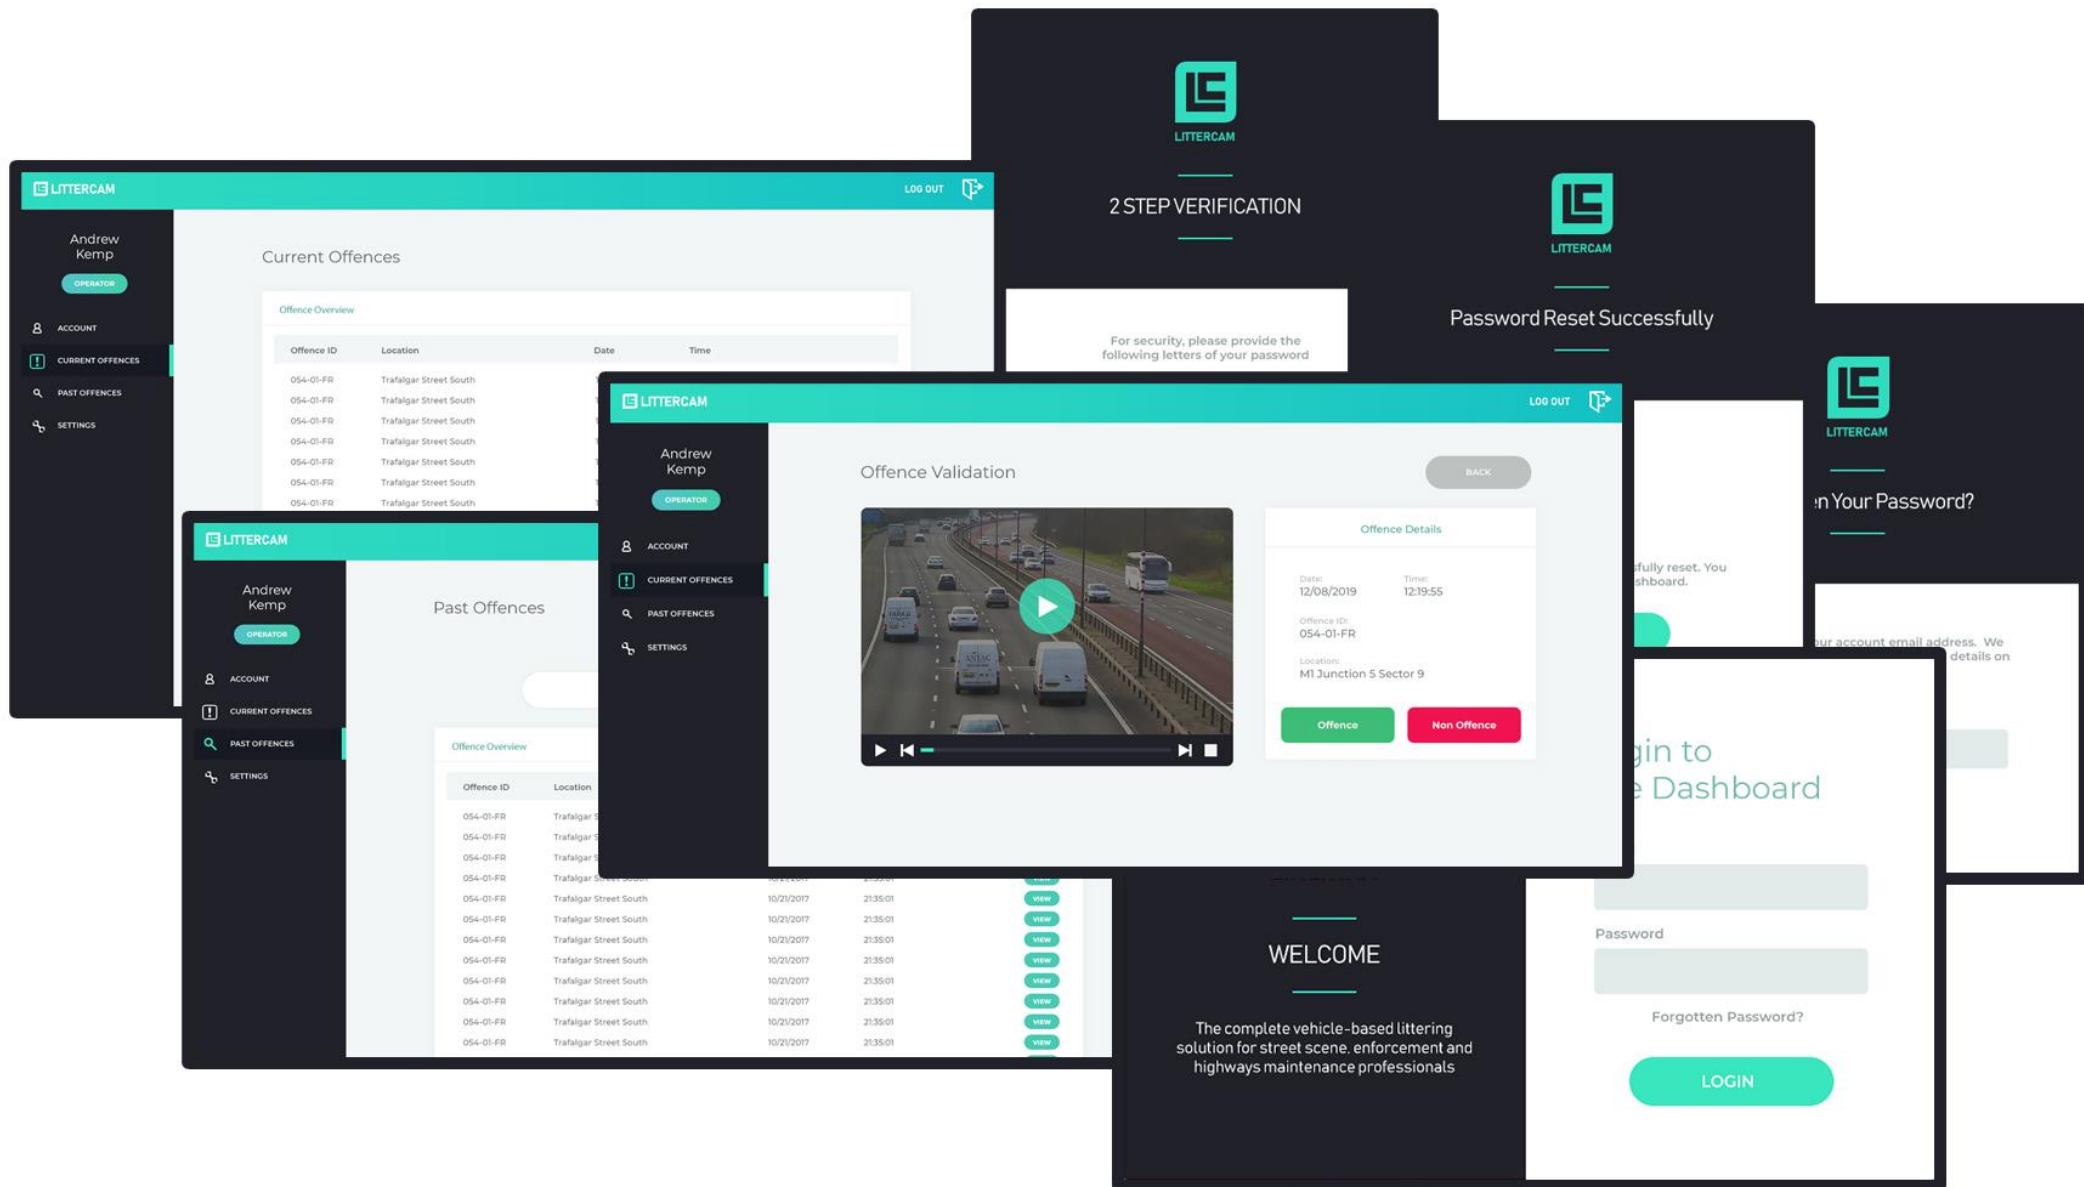 LITTERCAM
2 STEP VERIFICATION
For security, please provide the
following letters of your password
LITTERCAM
Password Reset Successfully
fully reset. You
shboard.
LITTERCAM
n Your Password?
ur account email address. We
details on
LITTERCAM
LOG OUT
Andrew
Kemp
OPERATOR
ACCOUNT
CURRENT OFFENCES
PAST OFFENCES
SETTINGS
Current Offences
Offence Overview
Offence ID Location Date Time
054-01-FR Trafalgar Street South
054-01-FR Trafalgar Street South
054-01-FR Trafalgar Street South
054-01-FR Trafalgar Street South
054-01-FR Trafalgar Street South
054-01-FR Trafalgar Street South
054-01-FR Trafalgar Street South
LITTERCAM
LOG OUT
Andrew
Kemp
OPERATOR
ACCOUNT
CURRENT OFFENCES
PAST OFFENCES
SETTINGS
Offence Validation
BACK
Offence Details
Date: Time:
12/08/2019 12:19:55
Offence ID:
054-01-FR
Location:
M1 Junction 5 Sector 9
Offence Non Offence
LITTERCAM
Andrew
Kemp
OPERATOR
ACCOUNT
CURRENT OFFENCES
PAST OFFENCES
SETTINGS
Past Offences
Offence Overview
Offence ID Location
054-01-FR Trafalgar
054-01-FR Trafalgar
054-01-FR Trafalgar
054-01-FR Trafalgar
054-01-FR Trafalgar Street South 10/21/2017 21:35:01 VIEW
054-01-FR Trafalgar Street South 10/21/2017 21:35:01 VIEW
054-01-FR Trafalgar Street South 10/21/2017 21:35:01 VIEW
054-01-FR Trafalgar Street South 10/21/2017 21:35:01 VIEW
054-01-FR Trafalgar Street South 10/21/2017 21:35:01 VIEW
054-01-FR Trafalgar Street South 10/21/2017 21:35:01 VIEW
054-01-FR Trafalgar Street South 10/21/2017 21:35:01 VIEW
054-01-FR Trafalgar Street South 10/21/2017 21:35:01 VIEW
WELCOME
The complete vehicle-based littering
solution for street scene, enforcement and
highways maintenance professionals
gin to
e Dashboard
Password
Forgotten Password?
LOGIN